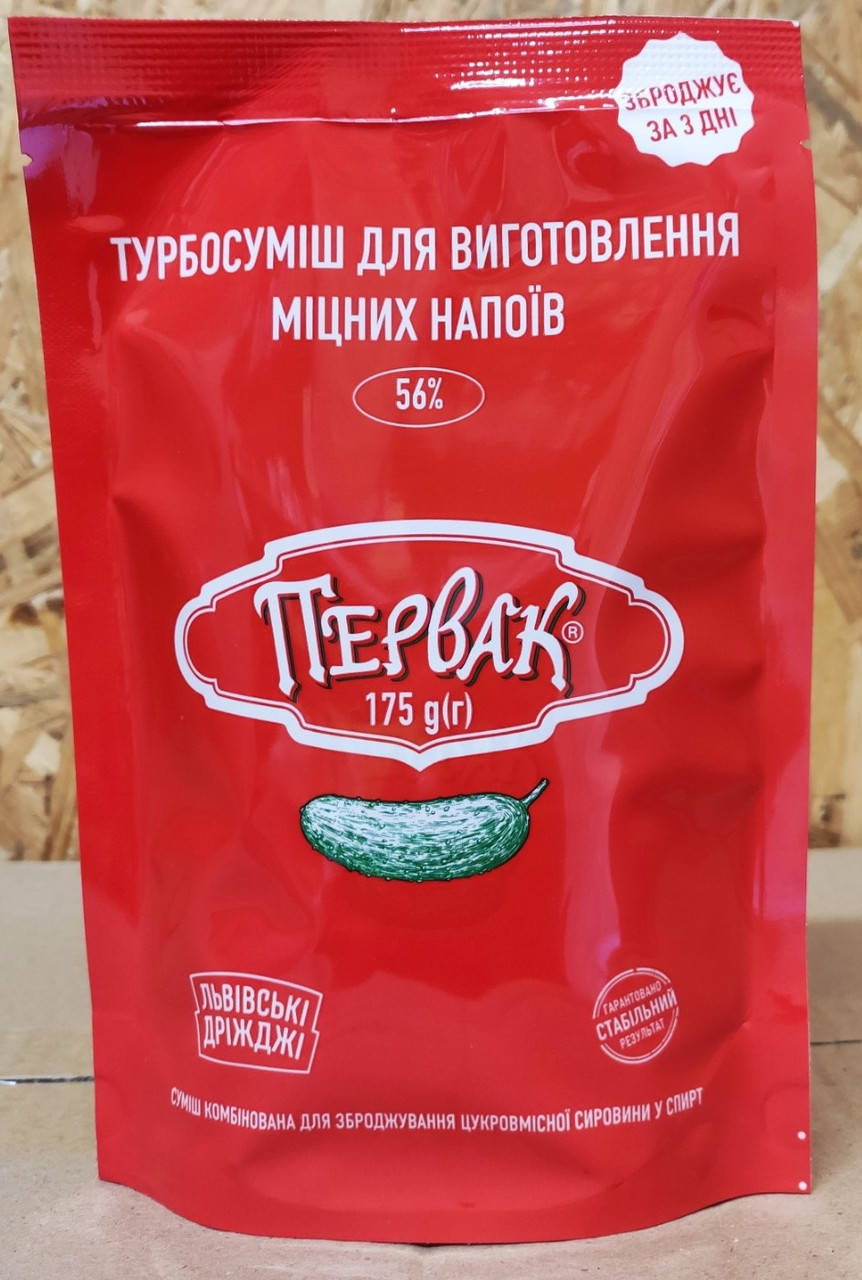 ЗБРОДЖУЄ
ЗА 3 ДНІ
ТУРБОСУМІШ ДЛЯ ВИГОТОВЛЕННЯ
МІЦНИХ НАПОЇВ
56%
ПЕРВАК®
175 g(г)
ЛЬВІВСЬКІ
ДРІЖДЖІ
ГАРАНТОВАНО
СТАБІЛЬНИЙ
РЕЗУЛЬТАТ
СУМІШ КОМБІНОВАНА ДЛЯ ЗБРОДЖУВАННЯ ЦУКРОВМІСНОЇ СИРОВИНИ У СПИРТ